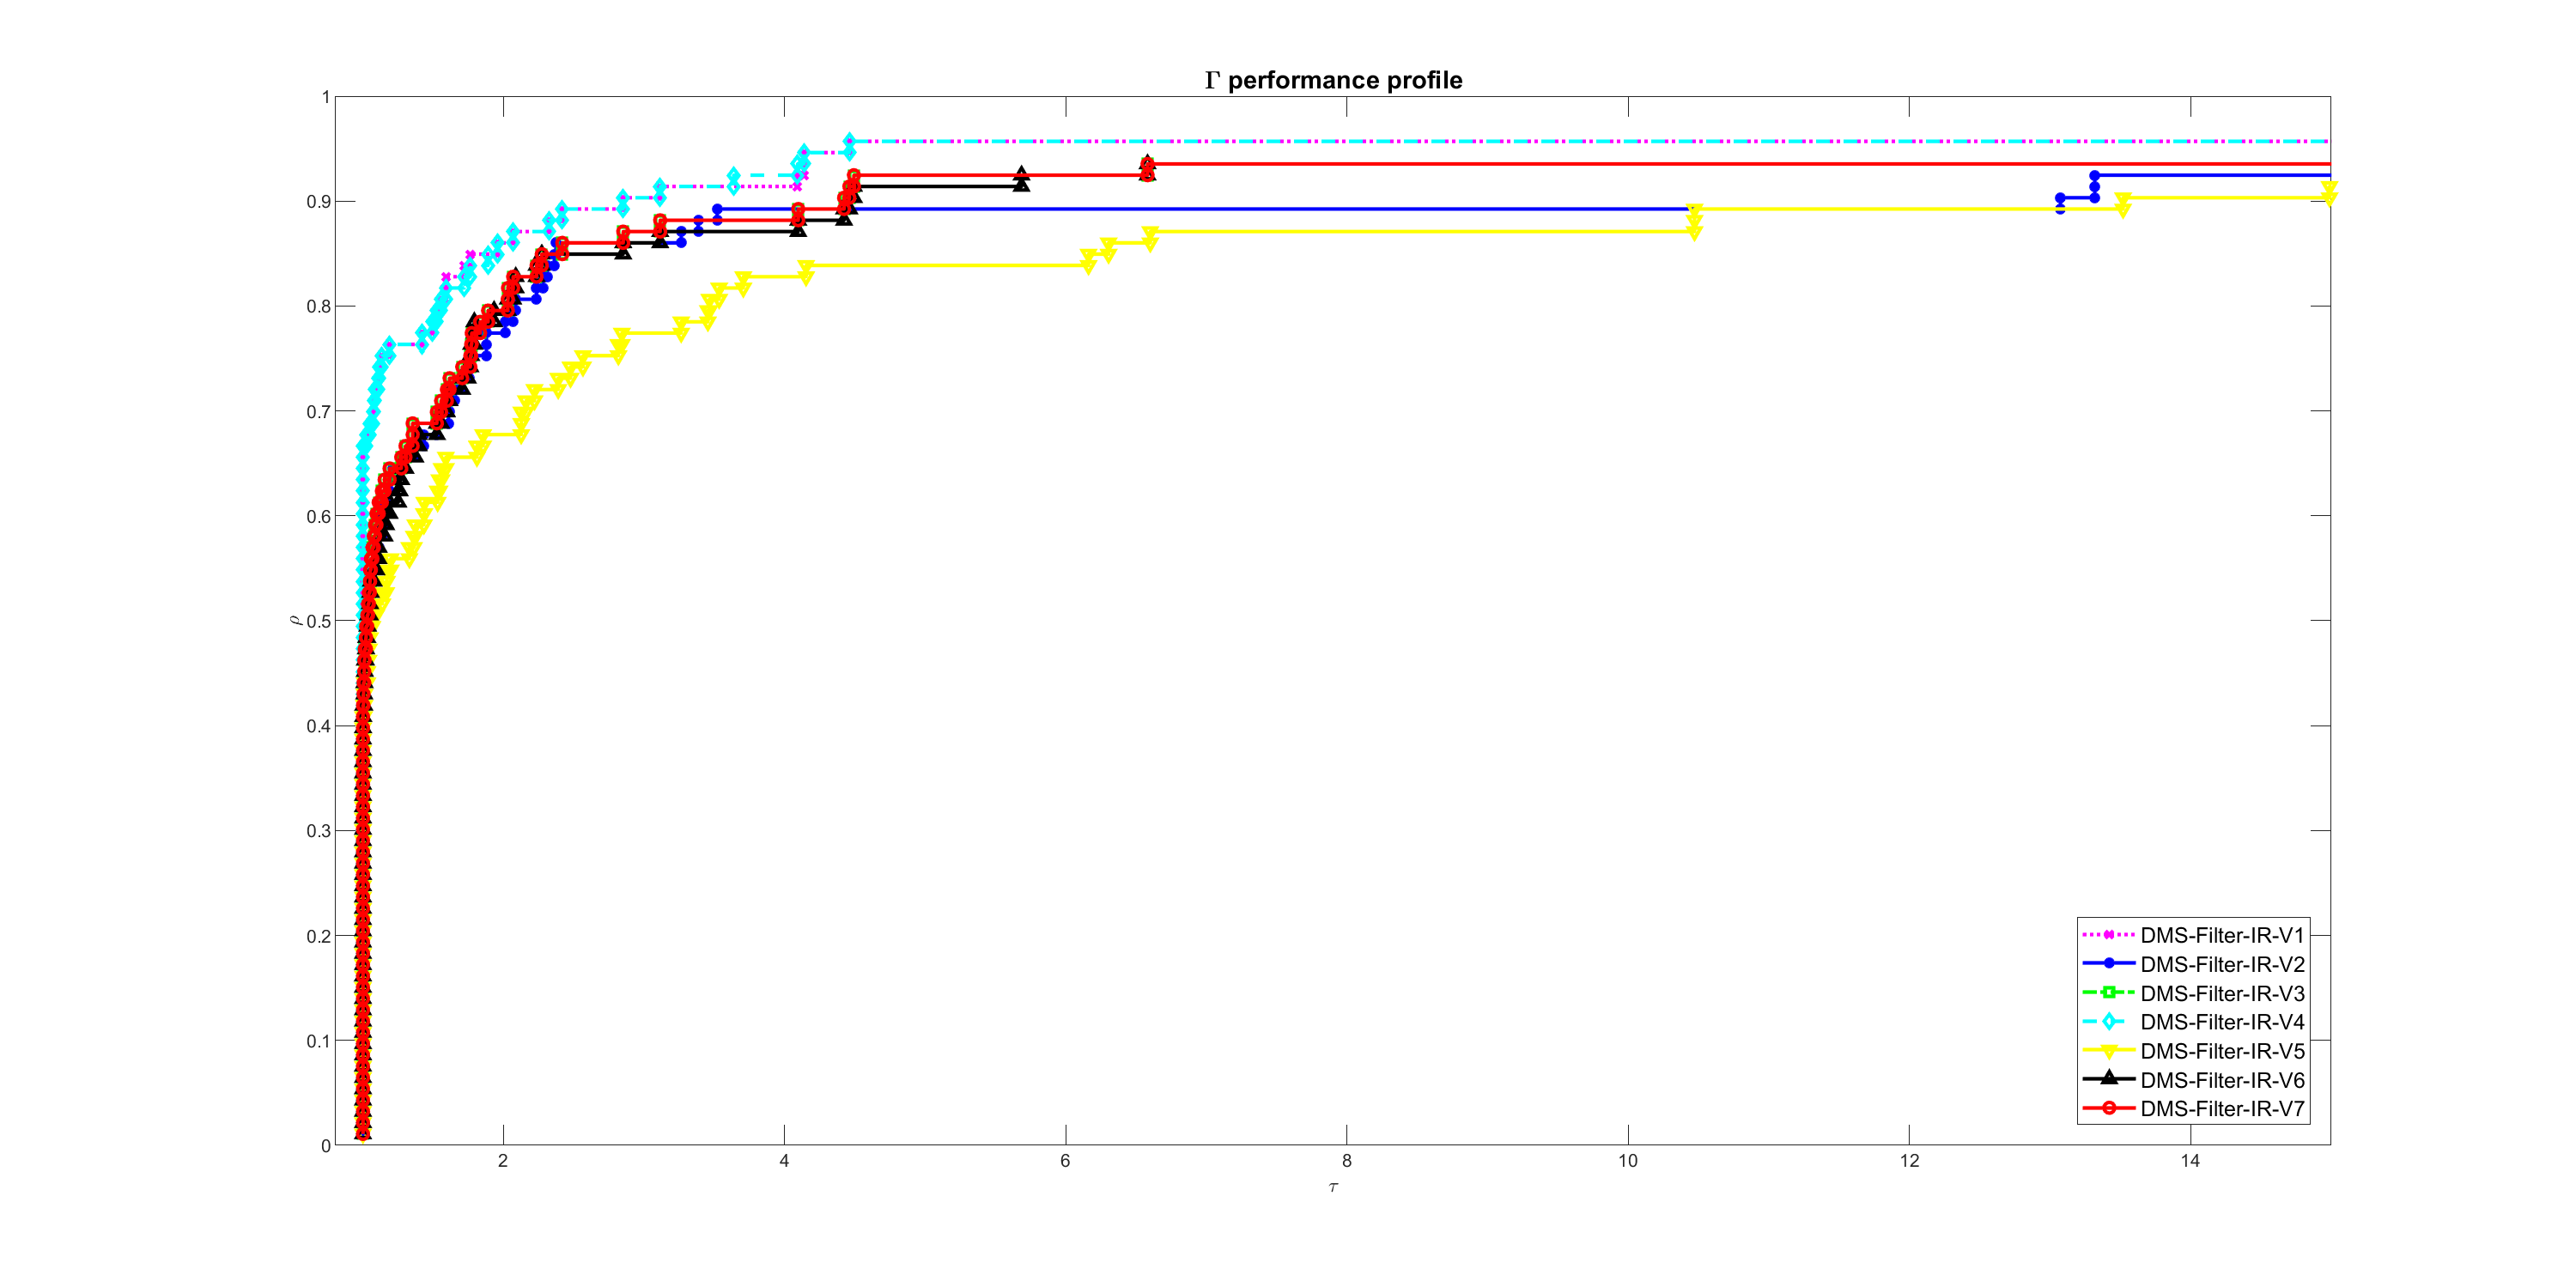 Γ performance profile
1
0.9
0.8
0.7
0.6
ρ
0.5
0.4
0.3
0.2
0.1
0
2 4 6 8 10 12 14
τ
DMS-Filter-IR-V1
DMS-Filter-IR-V2
DMS-Filter-IR-V3
DMS-Filter-IR-V4
DMS-Filter-IR-V5
DMS-Filter-IR-V6
DMS-Filter-IR-V7